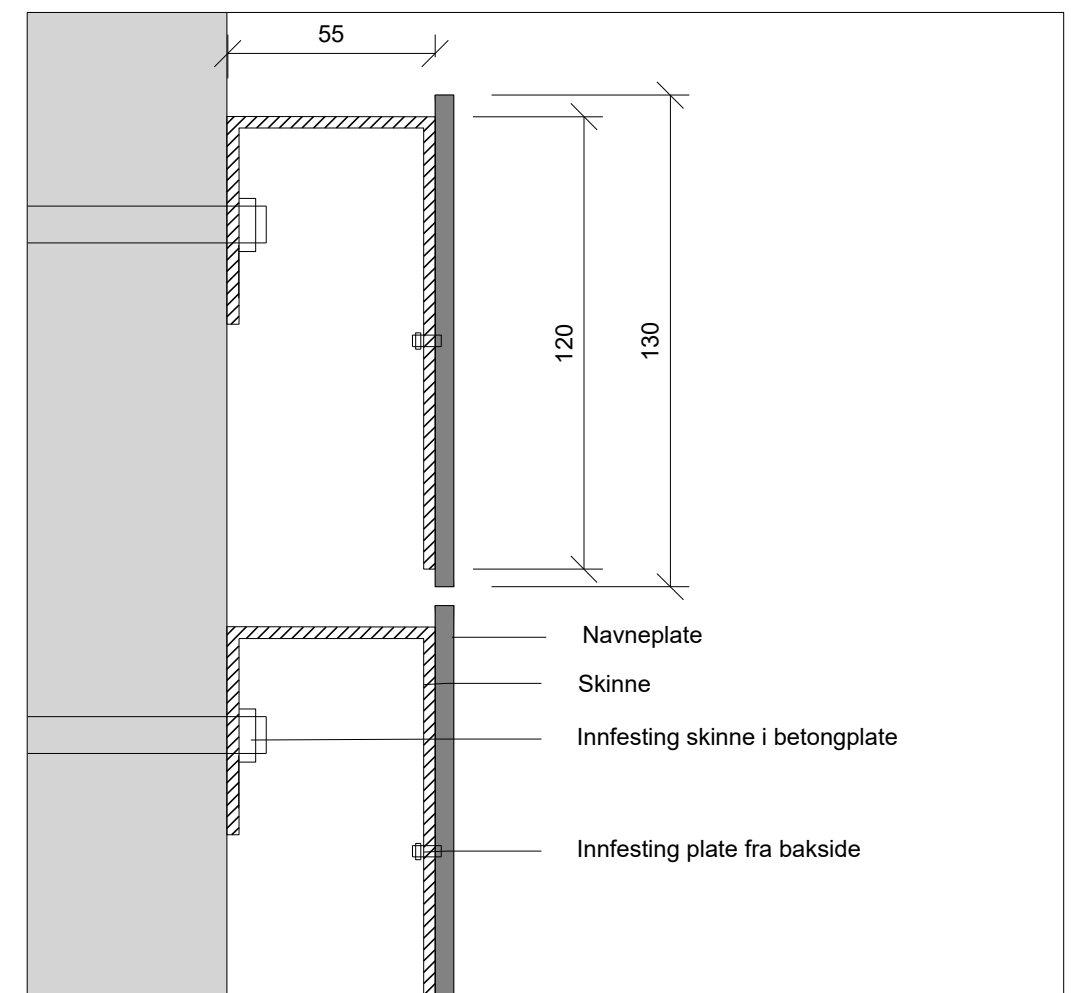 55
120
130
Navneplate
Skinne
Innfesting skinne i betongplate
Innfesting plate fra bakside